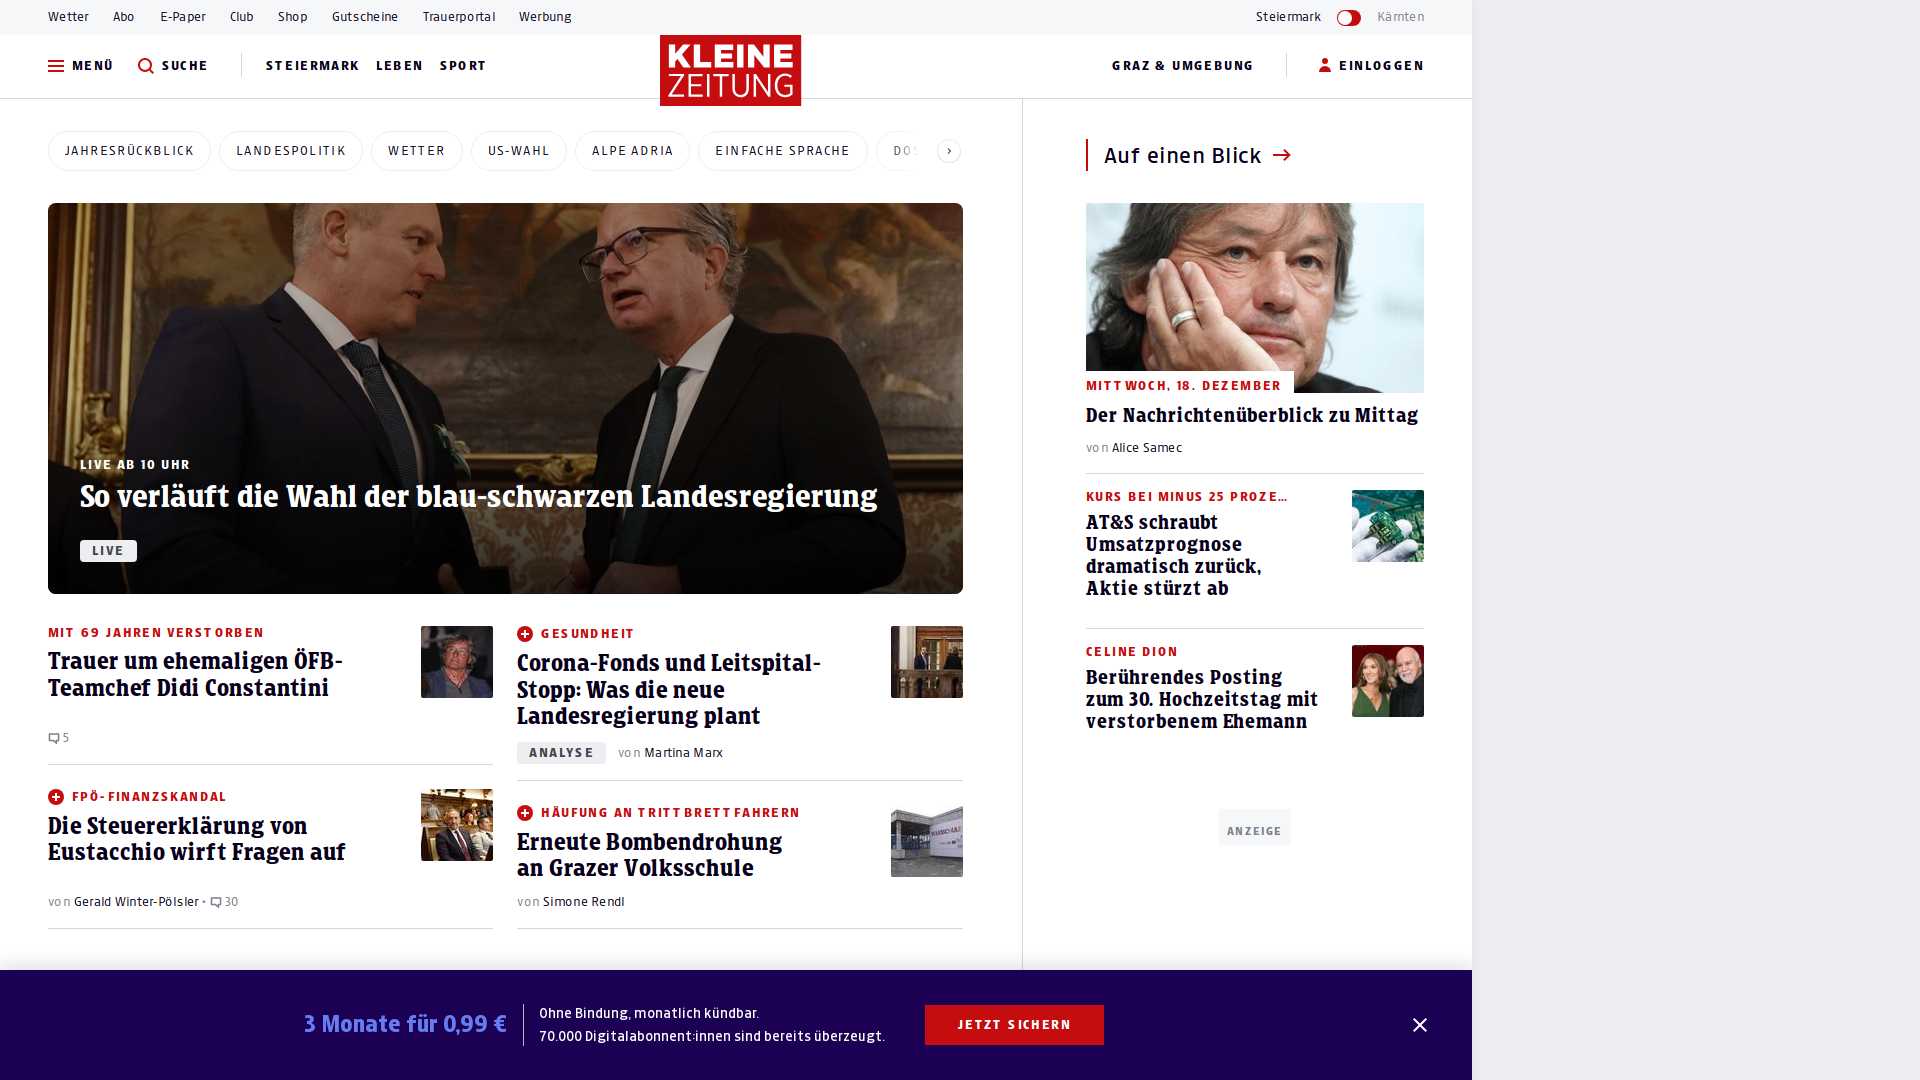 Wetter Abo E-Paper Club Shop Gutscheine Trauerportal Werbung
Steiermark Kärnten
MENÜ SUCHE STEIERMARK LEBEN SPORT
KLEINE
ZEITUNG
GRAZ & UMGEBUNG EINLOGGEN
JAHRESRÜCKBLICK LANDESPOLITIK WETTER US-WAHL ALPE ADRIA EINFACHE SPRACHE
LIVE AB 10 UHR
So verläuft die Wahl der blau-schwarzen Landesregierung
LIVE
MIT 69 JAHREN VERSTORBEN
Trauer um ehemaligen ÖFB-
Teamchef Didi Constantini
5
GESUNDHEIT
Corona-Fonds und Leitspital-
Stopp: Was die neue
Landesregierung plant
ANALYSE von Martina Marx
FPÖ-FINANZSKANDAL
Die Steuererklärung von
Eustacchio wirft Fragen auf
von Gerald Winter-Pölsler • 30
HÄUFUNG AN TRITTBRETTFAHRERN
Erneute Bombendrohung
an Grazer Volksschule
von Simone Rendl
Auf einen Blick →
MITTWOCH, 18. DEZEMBER
Der Nachrichtenüberblick zu Mittag
von Alice Samec
KURS BEI MINUS 25 PROZE...
AT&S schraubt
Umsatzprognose
dramatisch zurück,
Aktie stürzt ab
CELINE DION
Berührendes Posting
zum 30. Hochzeitstag mit
verstorbenem Ehemann
ANZEIGE
3 Monate für 0,99 €
Ohne Bindung, monatlich kündbar.
70.000 Digitalabonnent:innen sind bereits überzeugt.
JETZT SICHERN